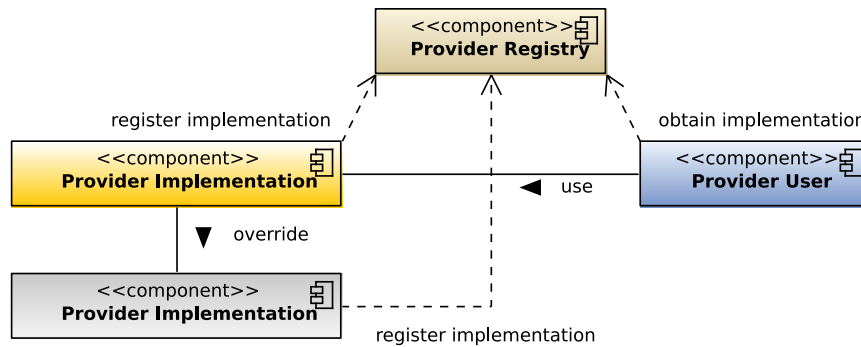 <<component>>
Provider Registry
register implementation
obtain implementation
<<component>>
Provider Implementation
<<component>>
Provider User
use
override
<<component>>
Provider Implementation
register implementation